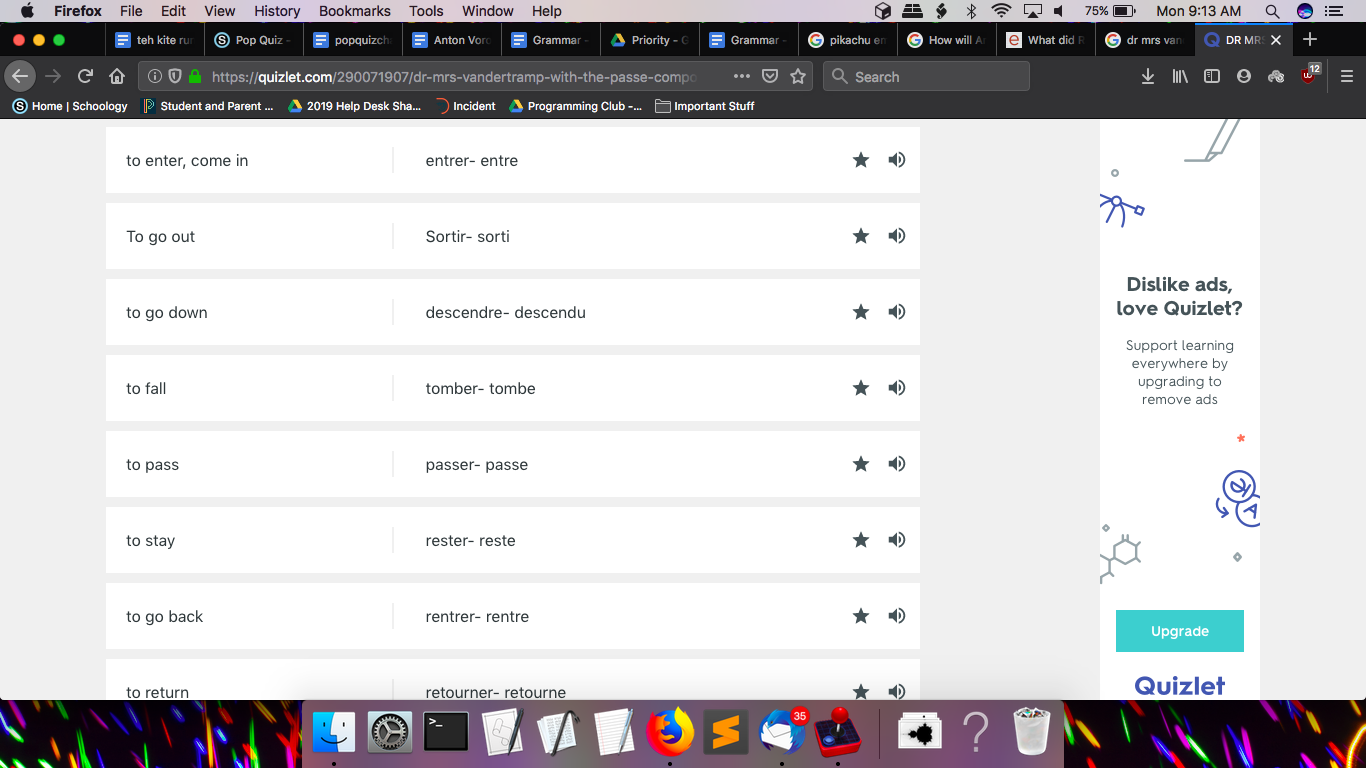 Firefox File Edit View History Bookmarks Tools Window Help 75% Mon 9:13 AM
teh kite rur Pop Quiz - popquizch Anton Voro Grammar - Priority - G Grammar - pikachu em How will Ar What did R dr mrs van DR MRS
https://quizlet.com/290071907/dr-mrs-vandertramp-with-the-passe-compo Search 12
Home | Schoology Student and Parent ... 2019 Help Desk Sha... Incident Programming Club -... Important Stuff
to enter, come in entrer- entre
To go out Sortir- sorti
to go down descendre- descendu
to fall tomber- tombe
to pass passer- passe
to stay rester- reste
to go back rentrer- rentre
to return retourner- retourne
Dislike ads,
love Quizlet?
Support learning
everywhere by
upgrading to
remove ads
Upgrade
Quizlet
35